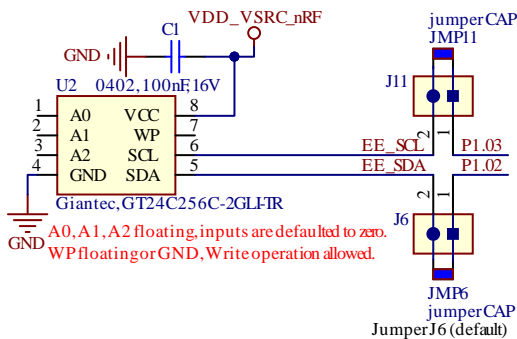 jumper CAP
VDD_VSRC_nRF
C1
JMP11
GND
J11
U2 0402,100nF,16V
1 A0 VCC 8
2 A1 WP 7
3 A2 SCL 6
4 GND SDA 5
2 1
EE_SCL P1.03
EE_SDA P1.02
2 1
Giantec,GT24C256C-2GLI-TR
J6
GND
A0,A1,A2 floating,inputs are defaulted to zero.
WP floating or GND,Write operation allowed.
JMP6
jumper CAP
Jumper J6 (default)